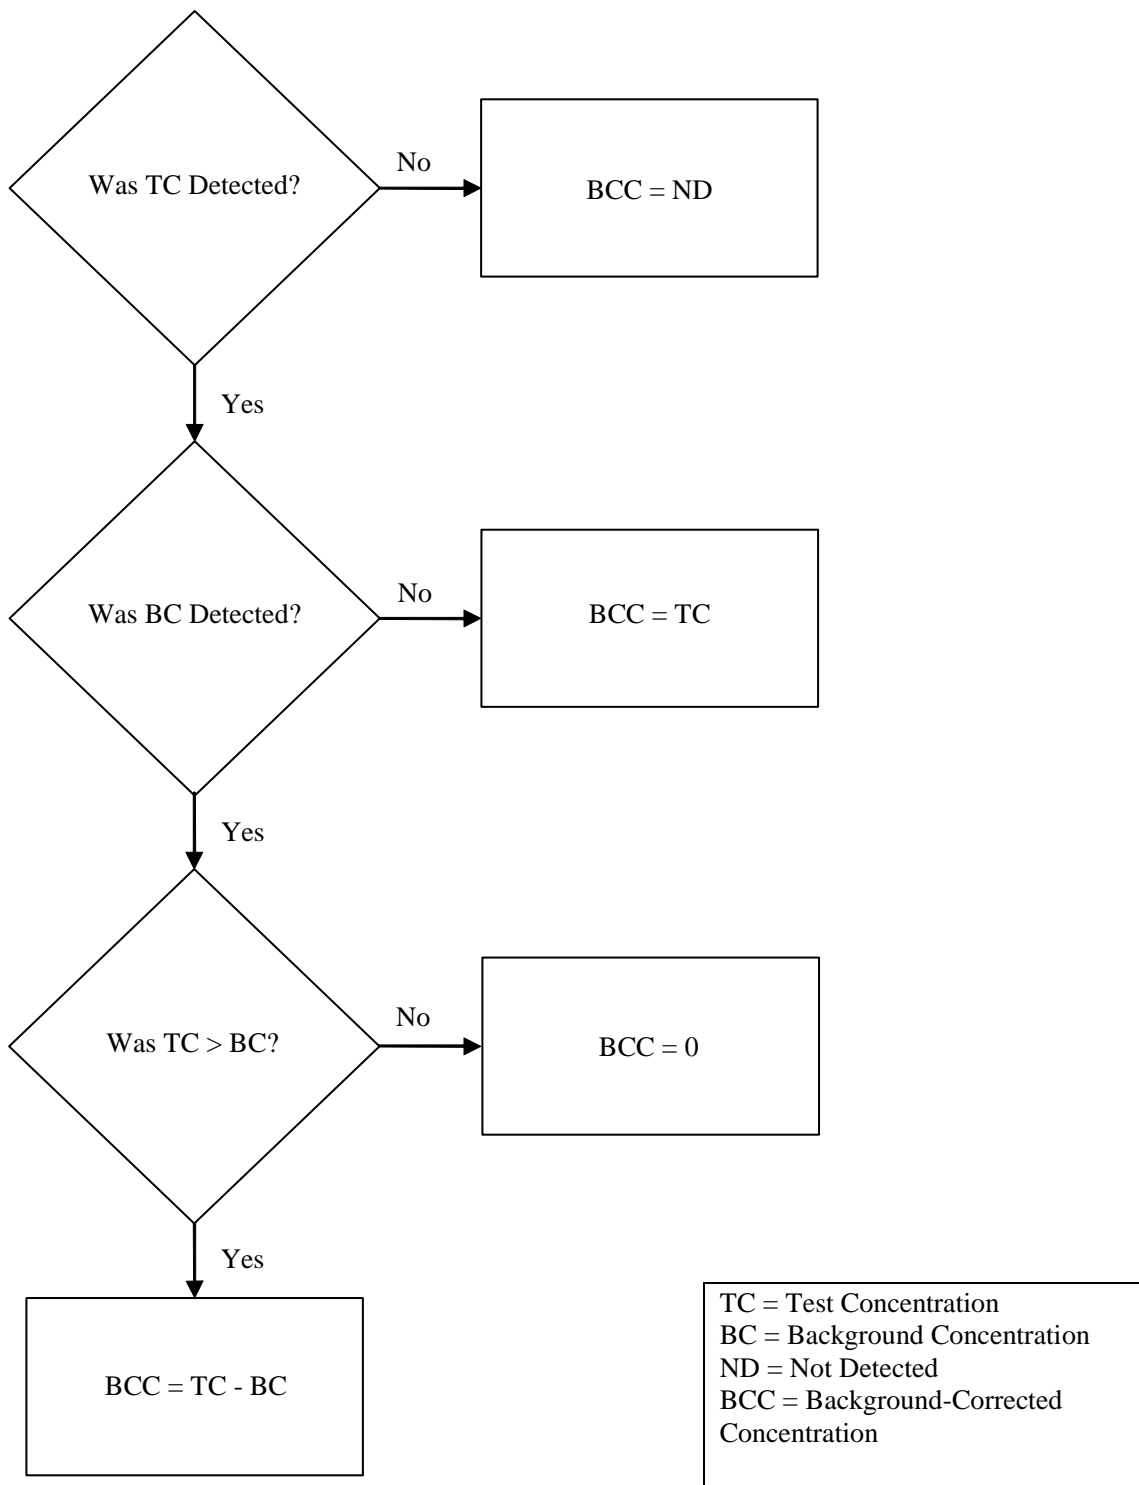 Was TC Detected?
No
BCC = ND
Yes
Was BC Detected?
No
BCC = TC
Yes
Was TC > BC?
No
BCC = 0
Yes
BCC = TC - BC
TC = Test Concentration
BC = Background Concentration
ND = Not Detected
BCC = Background-Corrected
Concentration